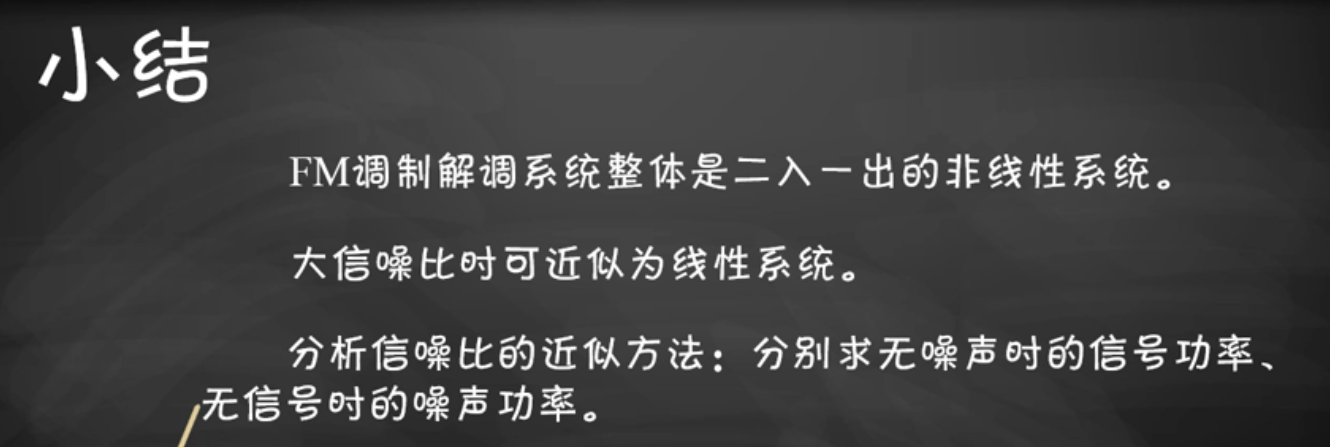 小结
FM调制解调系统整体是二入一出的非线性系统。
大信噪比时可近似为线性系统。
分析信噪比的近似方法：分别求无噪声时的信号功率、
无信号时的噪声功率。